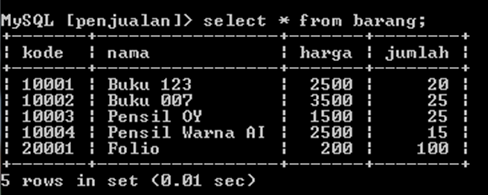 MySQL [penjualan]> select * from barang;
+-------+-----------------+-------+--------+
| kode  | nama            | harga | jumlah |
+-------+-----------------+-------+--------+
| 10001 | Buku 123        |  2500 |     20 |
| 10002 | Buku 007        |  3500 |     25 |
| 10003 | Pensil OY       |  1500 |     25 |
| 10004 | Pensil Warna AI |  2500 |     15 |
| 20001 | Folio           |   200 |    100 |
+-------+-----------------+-------+--------+
5 rows in set (0.01 sec)